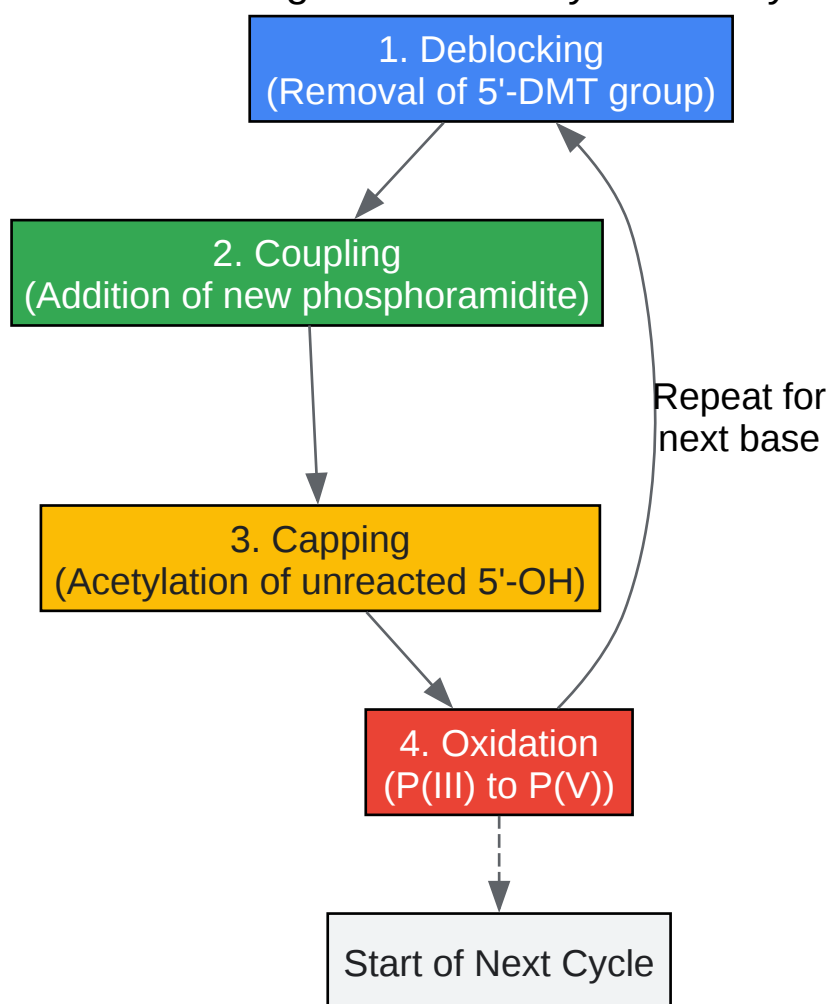 1. Deblocking
(Removal of 5'-DMT group)
2. Coupling
(Addition of new phosphoramidite)
Repeat for
next base
3. Capping
(Acetylation of unreacted 5'-OH)
4. Oxidation
(P(III) to P(V))
Start of Next Cycle